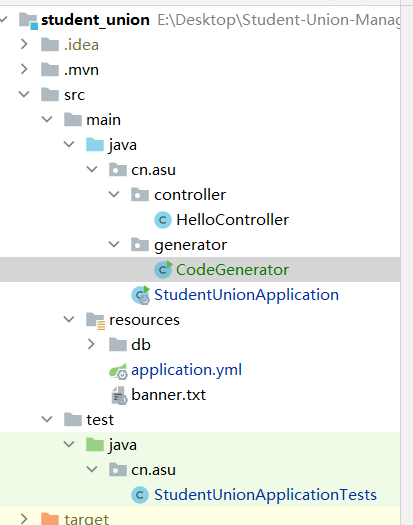 student_union E:\Desktop\Student-Union-Manag
.idea
.mvn
src
main
java
cn.asu
controller
HelloController
generator
CodeGenerator
StudentUnionApplication
resources
db
application.yml
banner.txt
test
java
cn.asu
StudentUnionApplicationTests
target